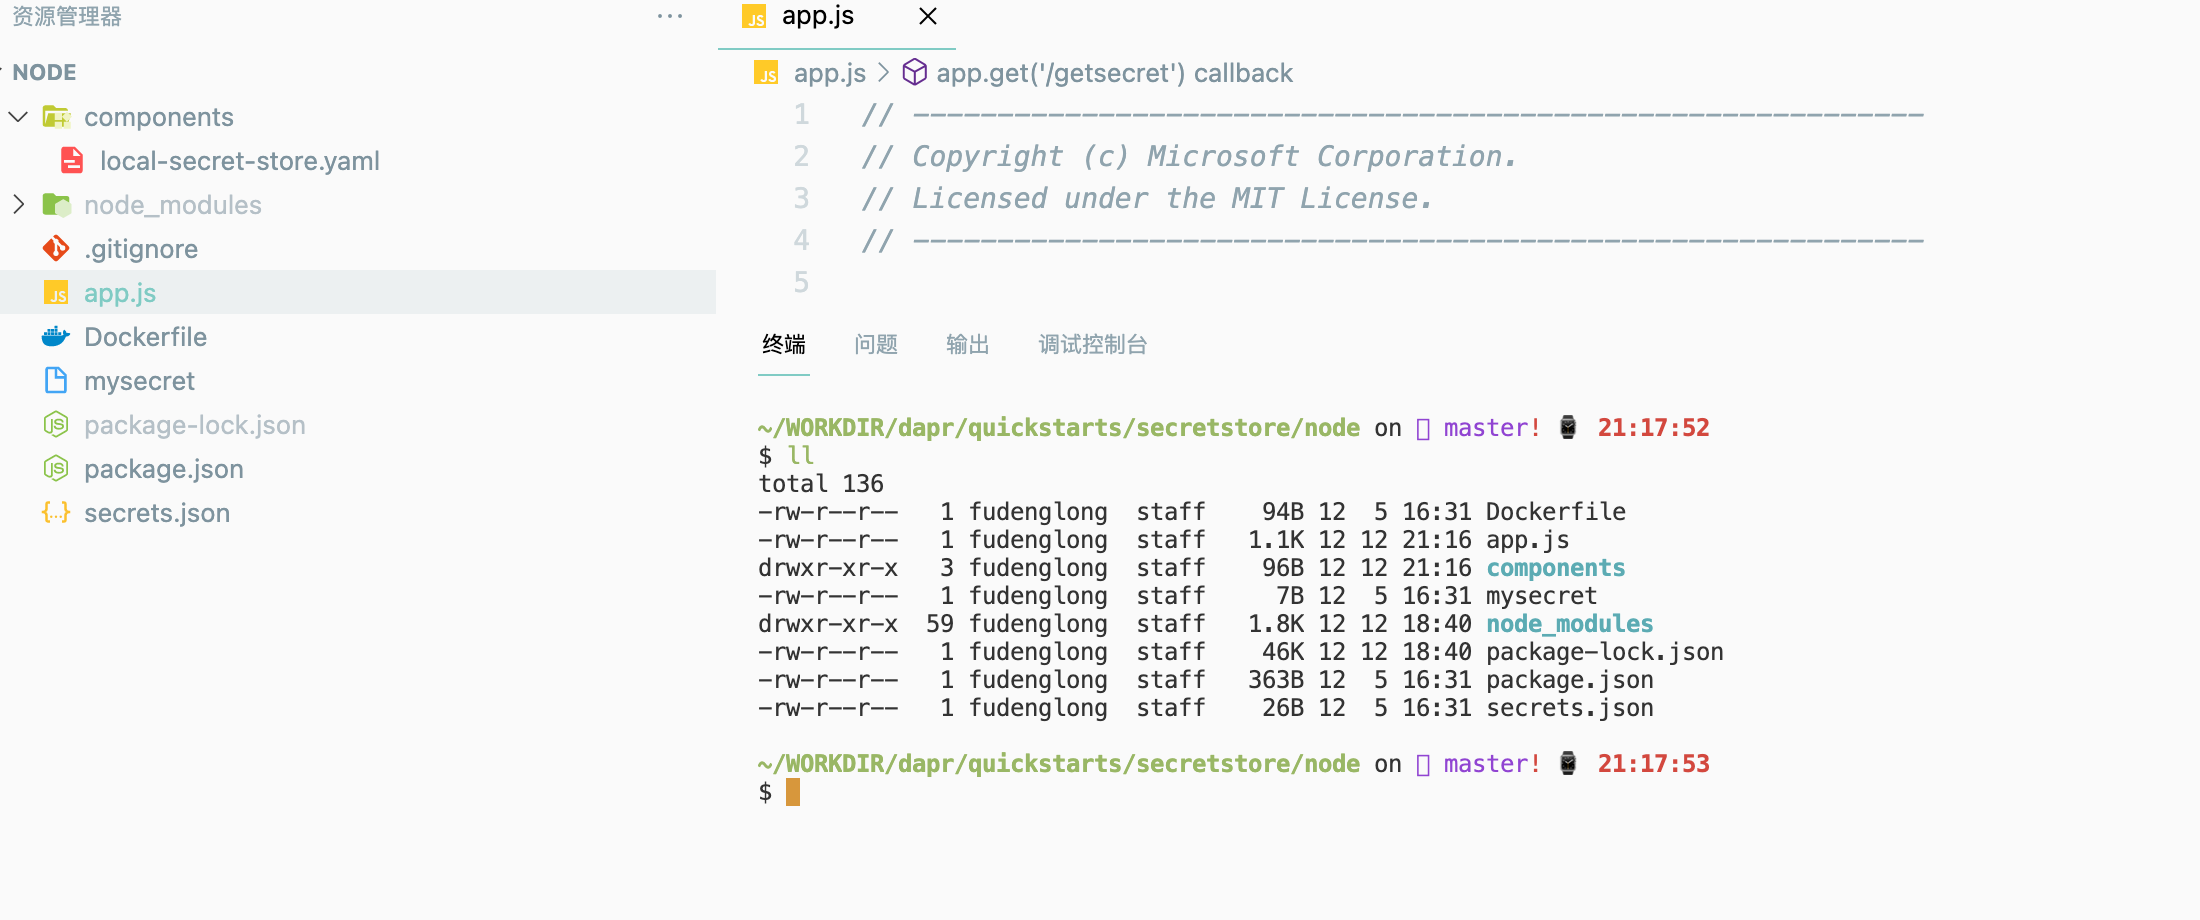 资源管理器
NODE
components
local-secret-store.yaml
node_modules
.gitignore
app.js
Dockerfile
mysecret
package-lock.json
package.json
secrets.json
app.js
app.js > app.get('/getsecret') callback
1 // ------------------------------------------------------------
2 // Copyright (c) Microsoft Corporation.
3 // Licensed under the MIT License.
4 // ------------------------------------------------------------
5
终端 问题 输出 调试控制台
~/WORKDIR/dapr/quickstarts/secretstore/node on master! 21:17:52
$ ll
total 136
-rw-r--r-- 1 fudenglong staff 94B 12 5 16:31 Dockerfile
-rw-r--r-- 1 fudenglong staff 1.1K 12 12 21:16 app.js
drwxr-xr-x 3 fudenglong staff 96B 12 12 21:16 components
-rw-r--r-- 1 fudenglong staff 7B 12 5 16:31 mysecret
drwxr-xr-x 59 fudenglong staff 1.8K 12 12 18:40 node_modules
-rw-r--r-- 1 fudenglong staff 46K 12 12 18:40 package-lock.json
-rw-r--r-- 1 fudenglong staff 363B 12 5 16:31 package.json
-rw-r--r-- 1 fudenglong staff 26B 12 5 16:31 secrets.json
~/WORKDIR/dapr/quickstarts/secretstore/node on master! 21:17:53
$